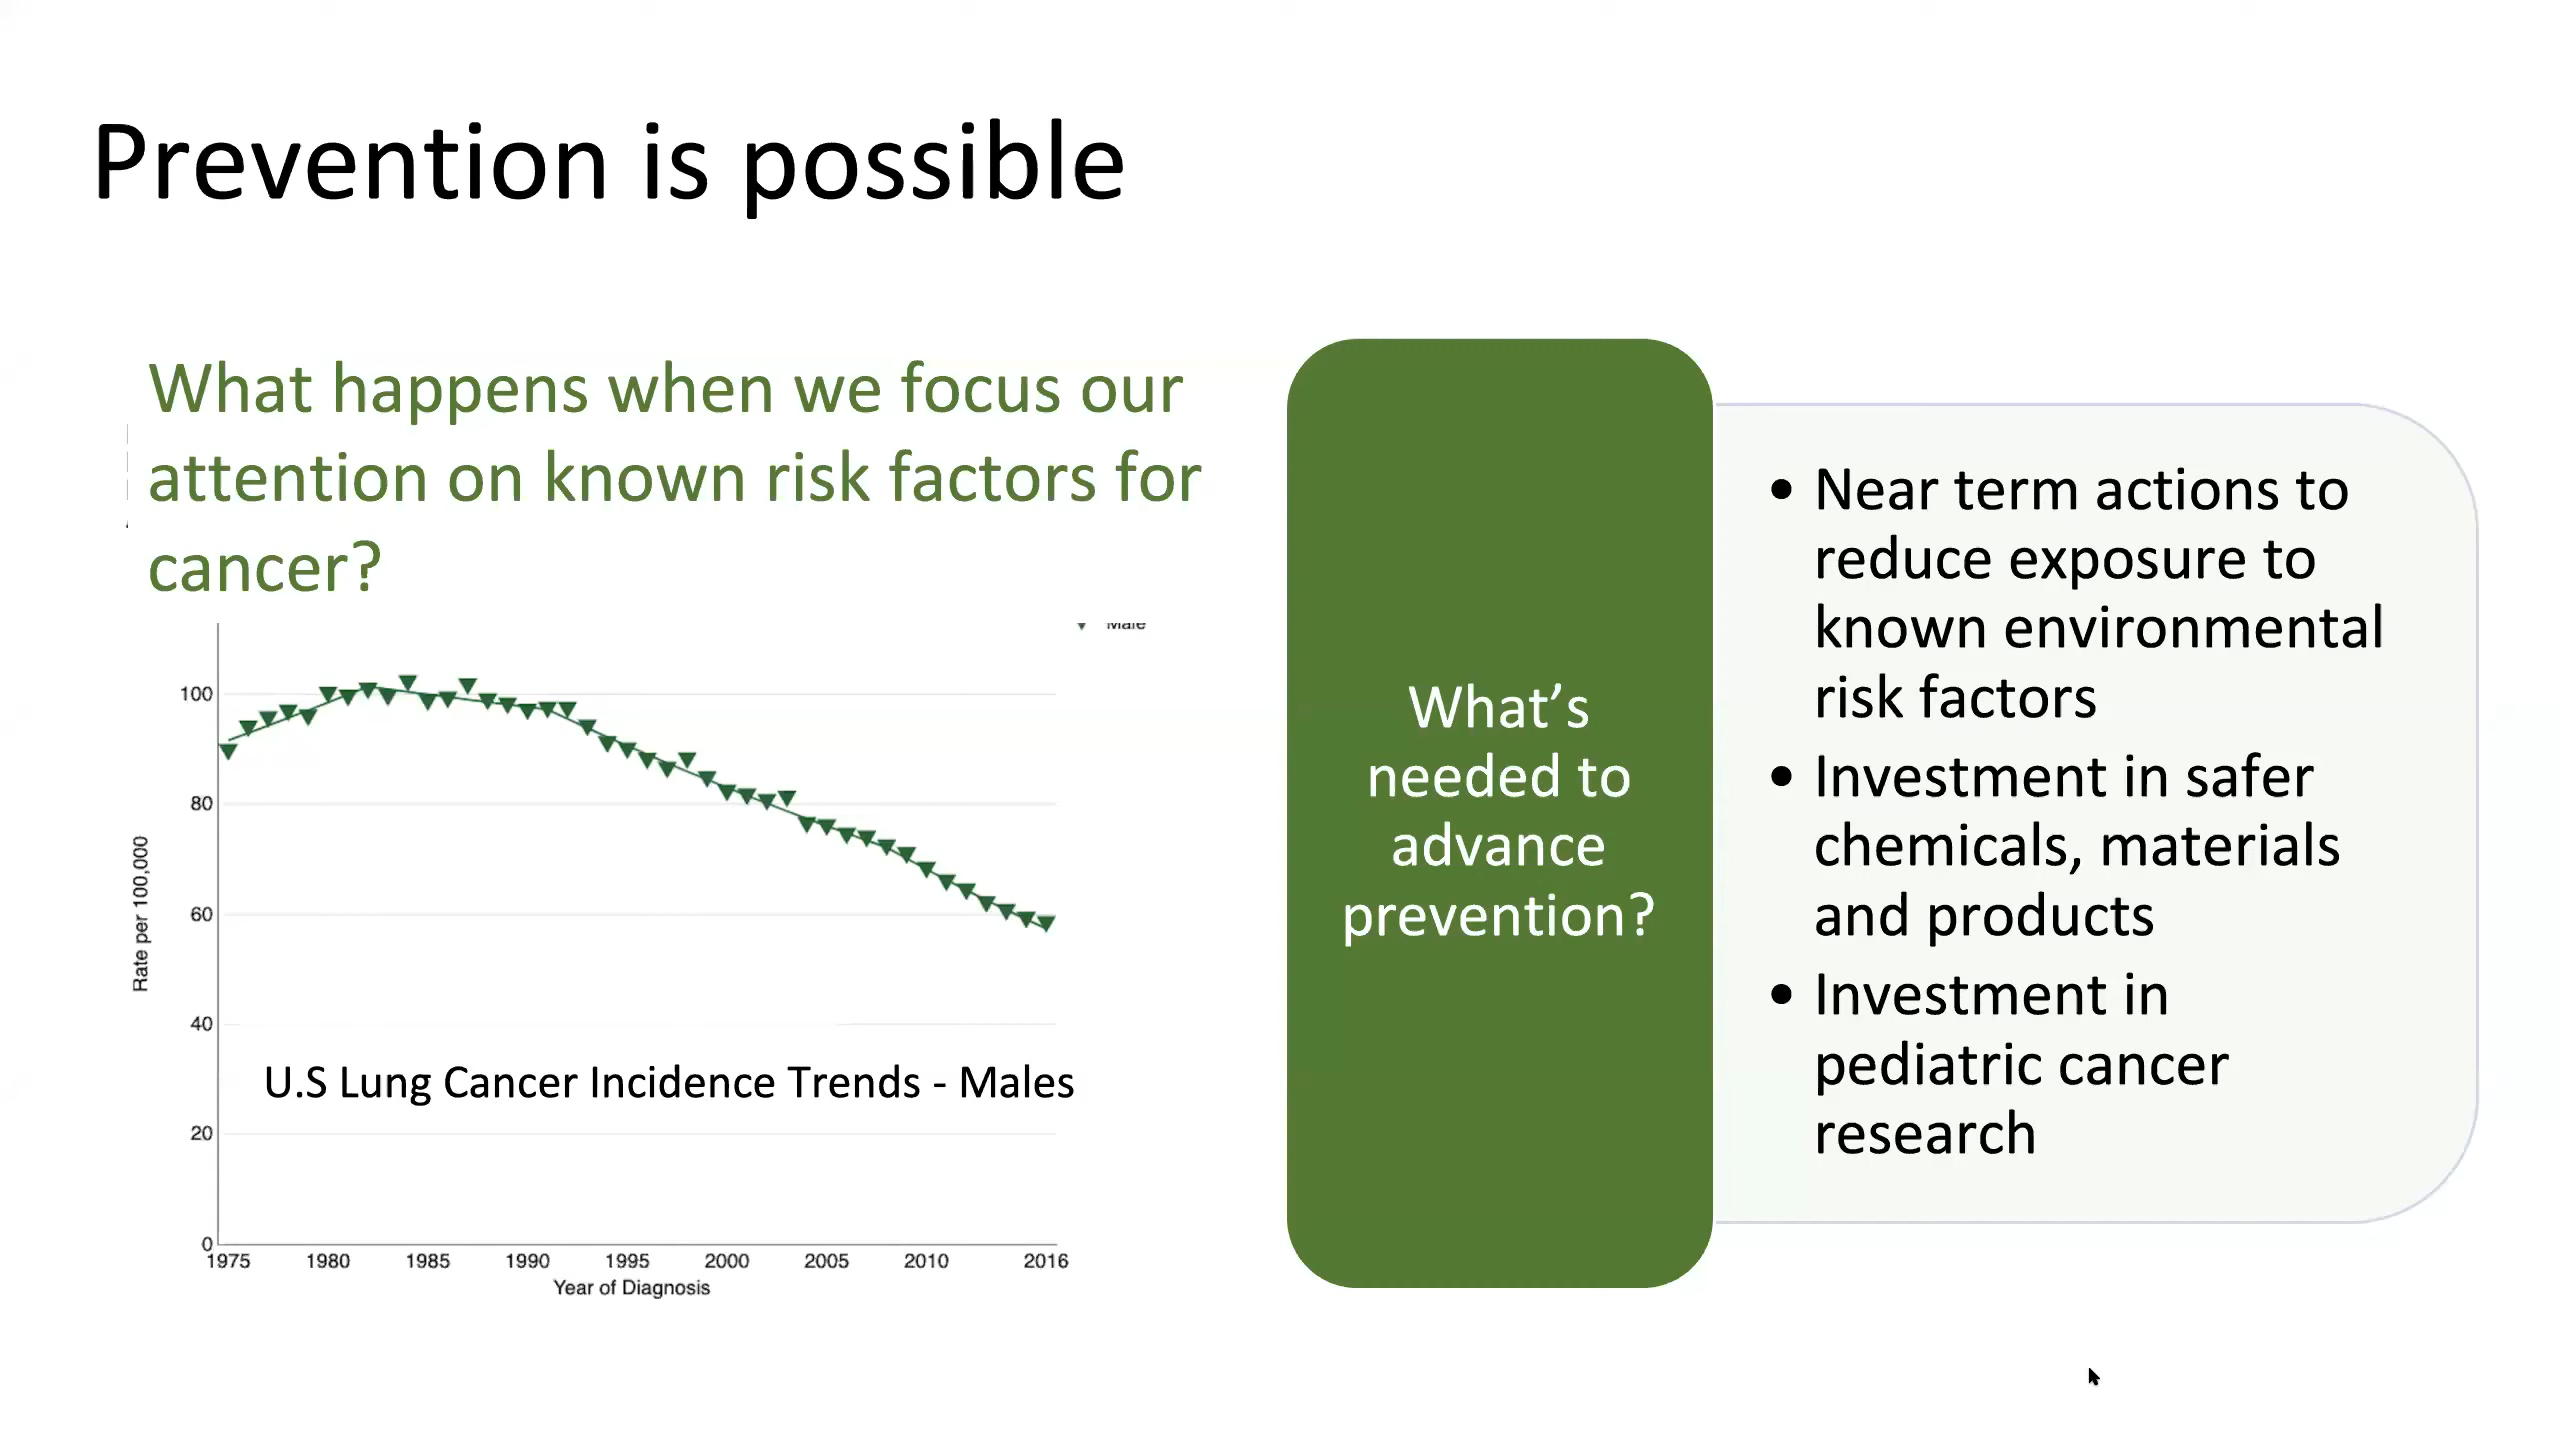 Prevention is possible
What happens when we focus our
attention on known risk factors for
cancer?
Male
100
80
60
40
20
0
Rate per 100,000
U.S Lung Cancer Incidence Trends - Males
1975 1980 1985 1990 1995 2000 2005 2010 2016
Year of Diagnosis
What’s
needed to
advance
prevention?
• Near term actions to
reduce exposure to
known environmental
risk factors
• Investment in safer
chemicals, materials
and products
• Investment in
pediatric cancer
research